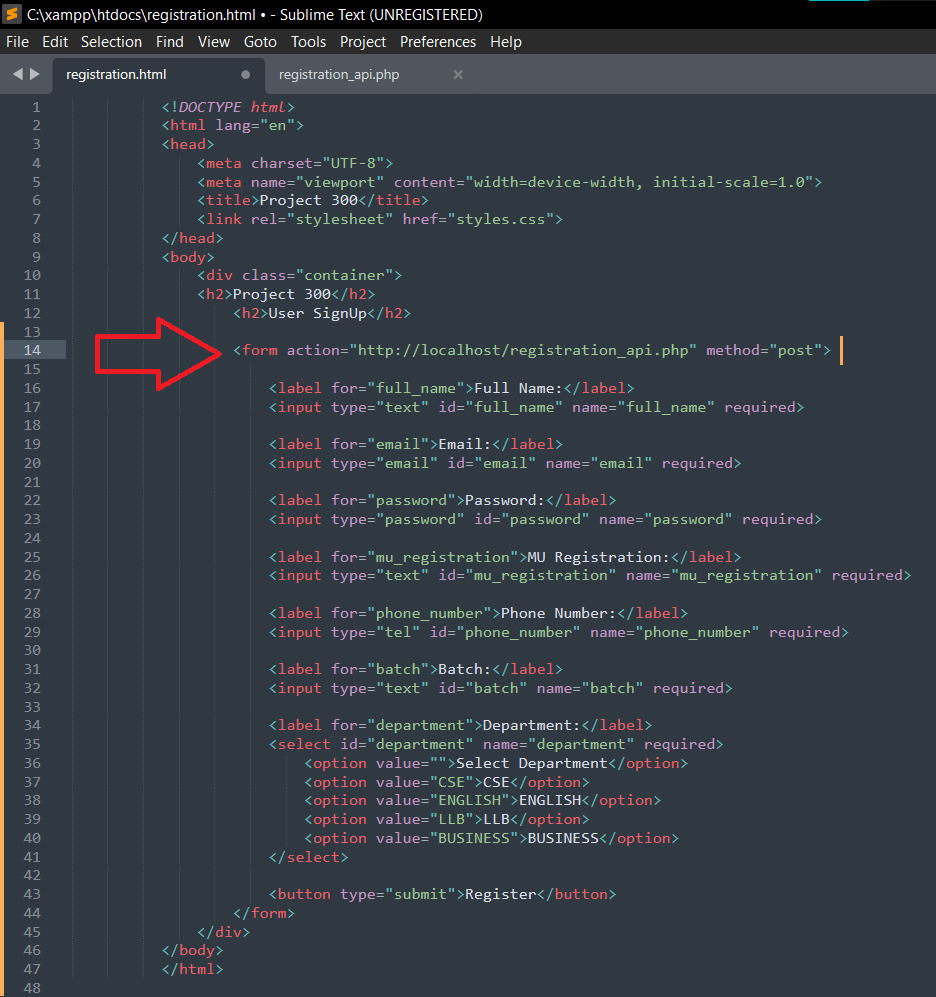 C:\xampp\htdocs\registration.html • - Sublime Text (UNREGISTERED)
File Edit Selection Find View Goto Tools Project Preferences Help
registration.html registration_api.php
1 <!DOCTYPE html>
2 <html lang="en">
3 <head>
4 <meta charset="UTF-8">
5 <meta name="viewport" content="width=device-width, initial-scale=1.0">
6 <title>Project 300</title>
7 <link rel="stylesheet" href="styles.css">
8 </head>
9 <body>
10 <div class="container">
11 <h2>Project 300</h2>
12 <h2>User SignUp</h2>
13
14 <form action="http://localhost/registration_api.php" method="post">
15
16 <label for="full_name">Full Name:</label>
17 <input type="text" id="full_name" name="full_name" required>
18
19 <label for="email">Email:</label>
20 <input type="email" id="email" name="email" required>
21
22 <label for="password">Password:</label>
23 <input type="password" id="password" name="password" required>
24
25 <label for="mu_registration">MU Registration:</label>
26 <input type="text" id="mu_registration" name="mu_registration" required>
27
28 <label for="phone_number">Phone Number:</label>
29 <input type="tel" id="phone_number" name="phone_number" required>
30
31 <label for="batch">Batch:</label>
32 <input type="text" id="batch" name="batch" required>
33
34 <label for="department">Department:</label>
35 <select id="department" name="department" required>
36 <option value="">Select Department</option>
37 <option value="CSE">CSE</option>
38 <option value="ENGLISH">ENGLISH</option>
39 <option value="LLB">LLB</option>
40 <option value="BUSINESS">BUSINESS</option>
41 </select>
42
43 <button type="submit">Register</button>
44 </form>
45 </div>
46 </body>
47 </html>
48